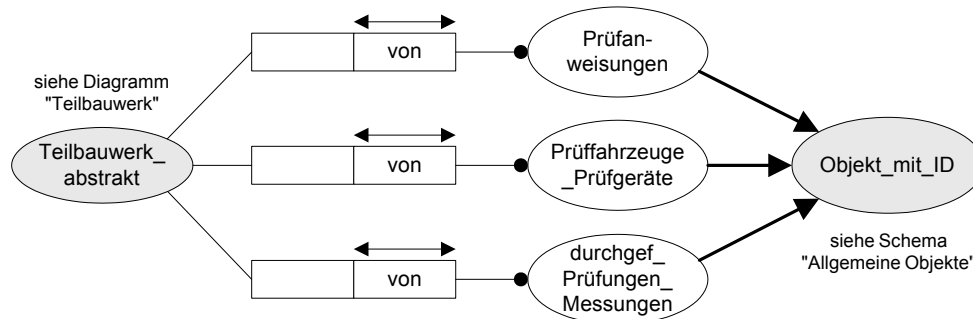 siehe Diagramm
"Teilbauwerk"
Teilbauwerk_
abstrakt
von
Prüfan-
weisungen
von
Prüffahrzeuge
_Prüfgeräte
von
durchgef_
Prüfungen_
Messungen
Objekt_mit_ID
siehe Schema
"Allgemeine Objekte"